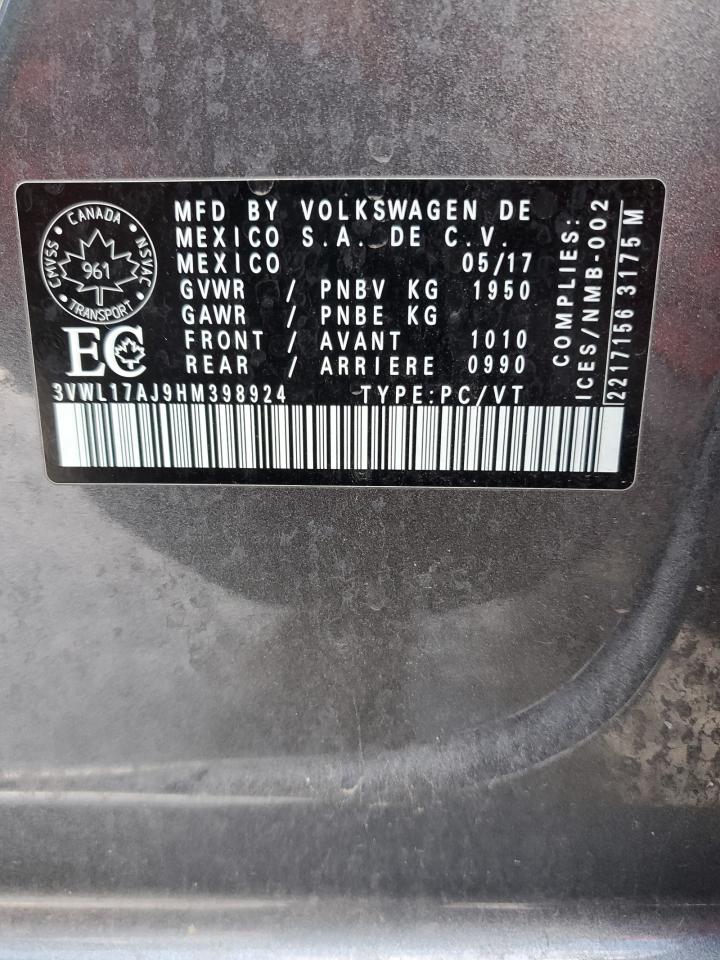 CANADA
CMVSS
NSVAC
961
TRANSPORT
EC
MFD BY VOLKSWAGEN DE
MEXICO S.A. DE C.V.
MEXICO 05/17
GVWR / PNBV KG 1950
GAWR / PNBE KG
FRONT / AVANT 1010
REAR / ARRIERE 0990
3VWL17AJ9HM398924 TYPE:PC/VT
COMPLIES:
ICES/NMB-002
2217156 3175 M